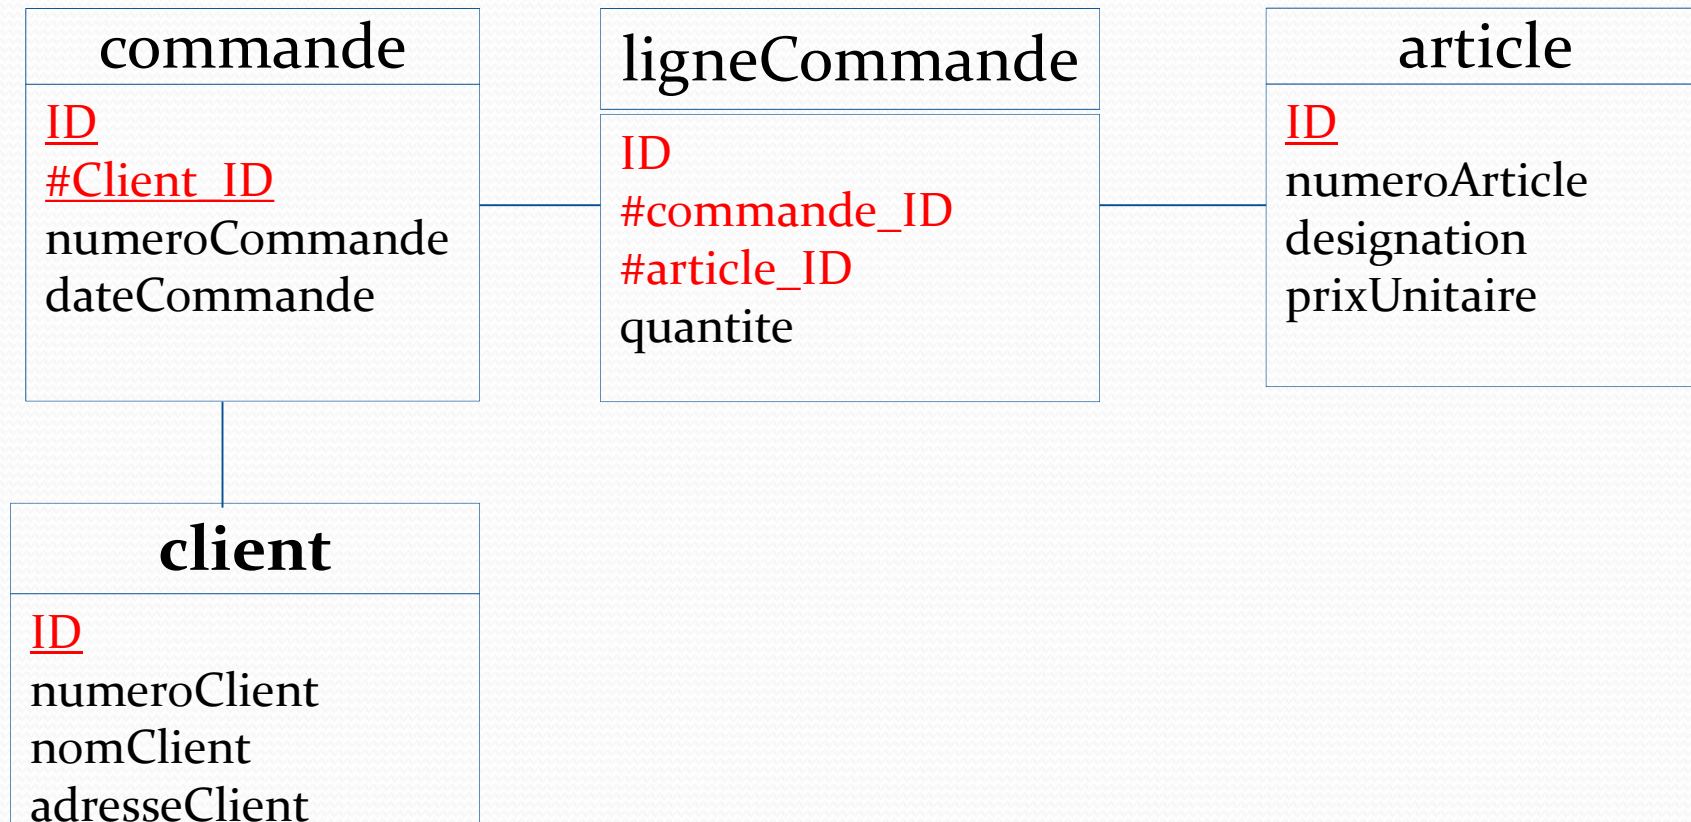 commande
ID
#Client_ID
numeroCommande
dateCommande
ligneCommande
ID
#commande_ID
#article_ID
quantite
article
ID
numeroArticle
designation
prixUnitaire
client
ID
numeroClient
nomClient
adresseClient